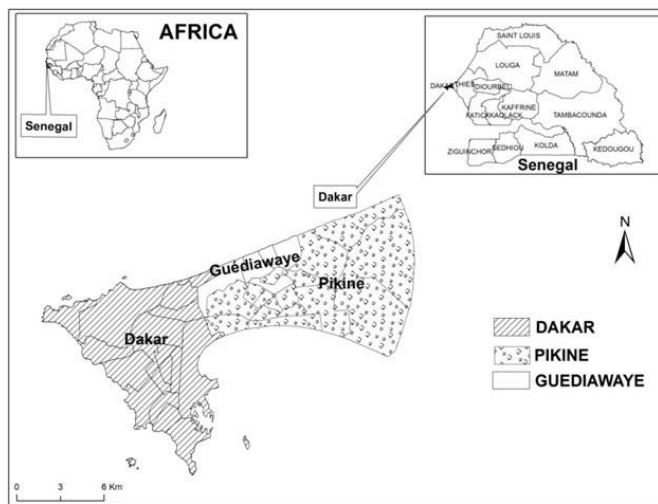 AFRICA
Senegal
SAINT LOUIS
LOUGA
MATAM
DAKAR
THIES
DIOURBEL
KAFFRINE
FATICK
KAOLACK
TAMBACOUNDA
ZIGUINCHOR
SEDHIOU
KOLDA
KEDOUGOU
Senegal
Dakar
N
Guediawaye
Pikine
Dakar
DAKAR
PIKINE
GUEDIAWAYE
0 3 6 Km